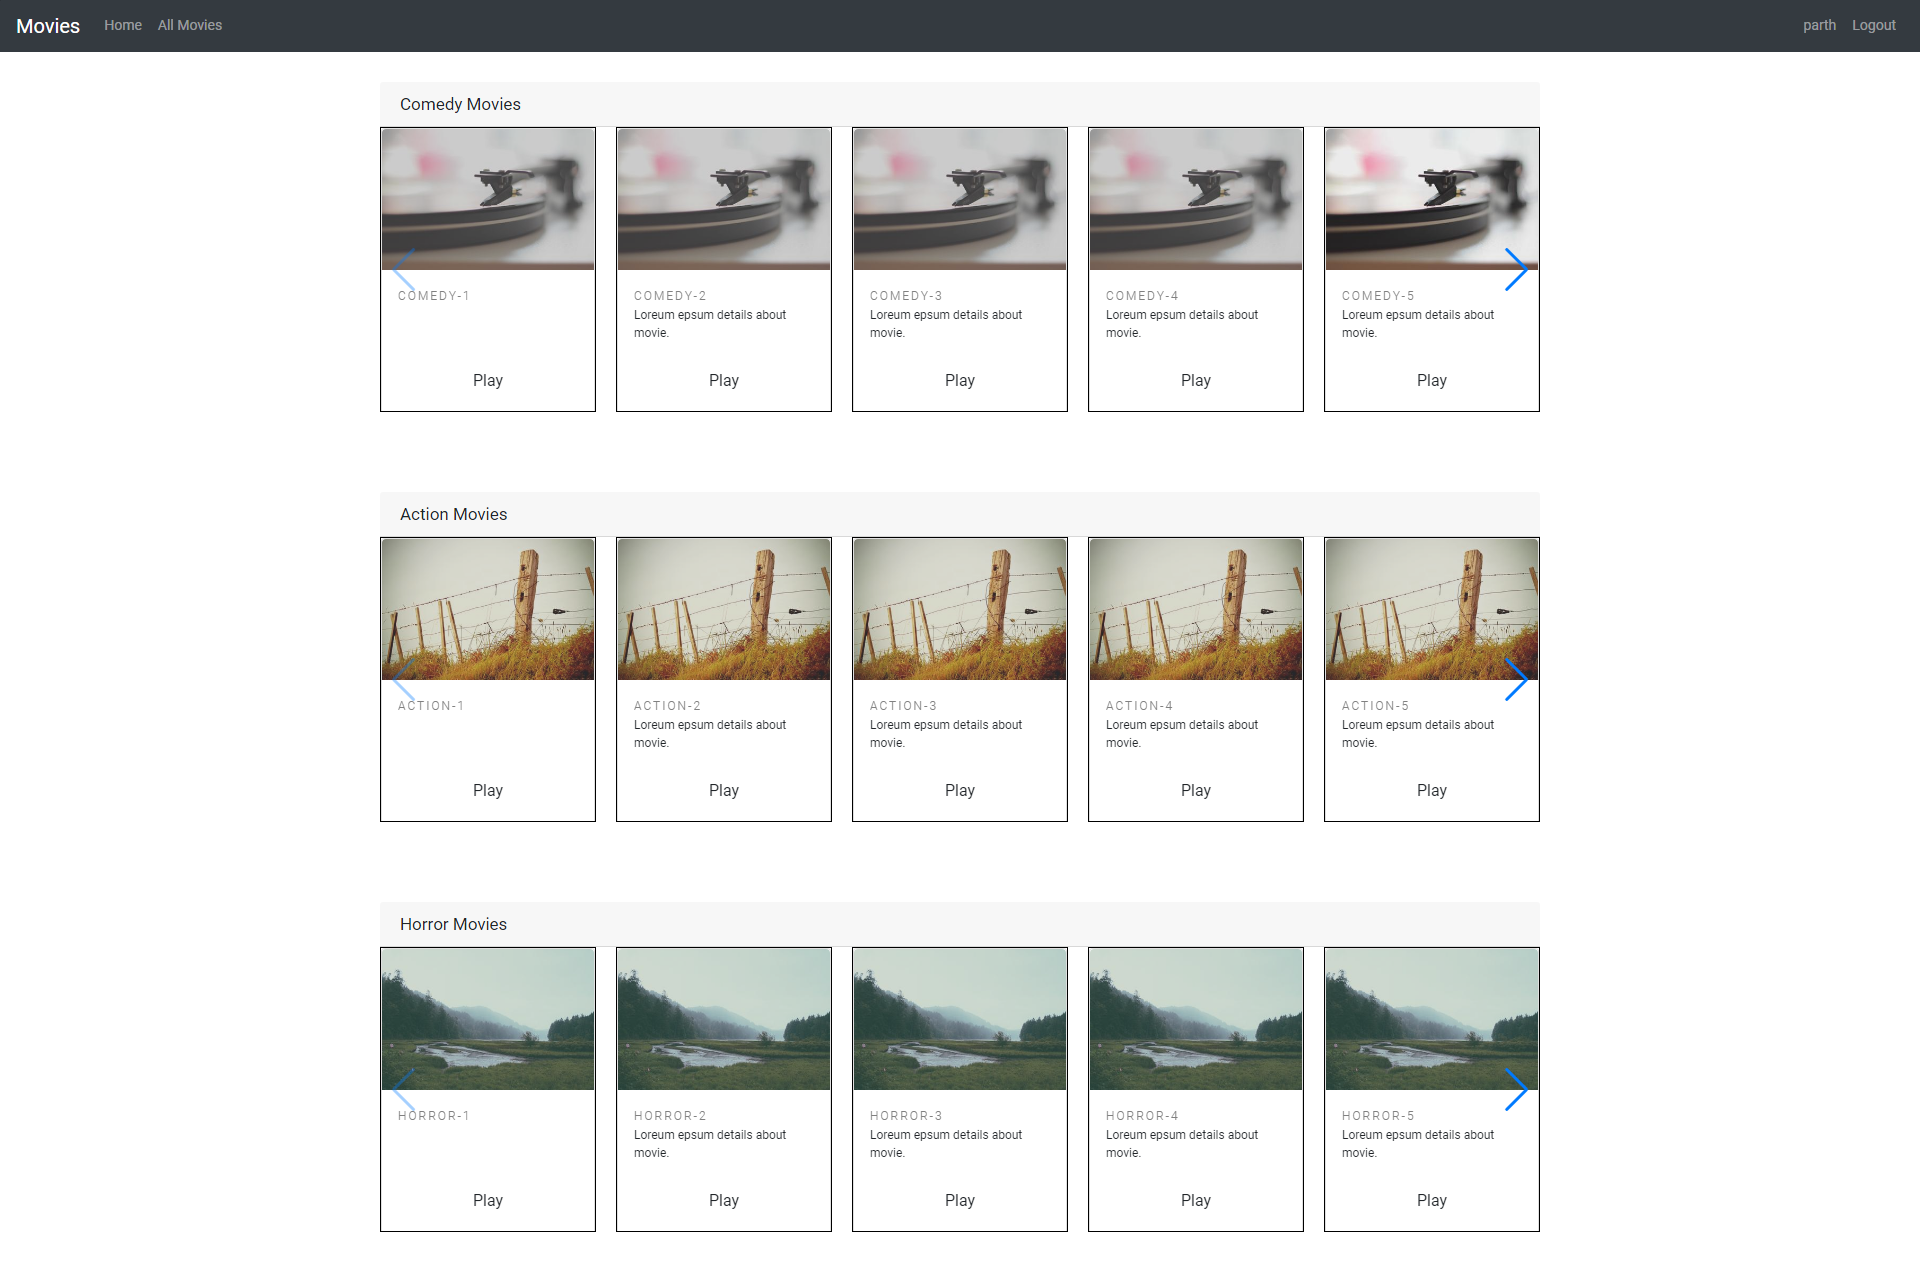 Movies Home All Movies parth Logout
Comedy Movies
COMEDY-1 COMEDY-2 COMEDY-3 COMEDY-4 COMEDY-5
Loreum epsum details about Loreum epsum details about Loreum epsum details about Loreum epsum details about
movie. movie. movie. movie.
Play Play Play Play Play
Action Movies
ACTION-1 ACTION-2 ACTION-3 ACTION-4 ACTION-5
Loreum epsum details about Loreum epsum details about Loreum epsum details about Loreum epsum details about
movie. movie. movie. movie.
Play Play Play Play Play
Horror Movies
HORROR-1 HORROR-2 HORROR-3 HORROR-4 HORROR-5
Loreum epsum details about Loreum epsum details about Loreum epsum details about Loreum epsum details about
movie. movie. movie. movie.
Play Play Play Play Play